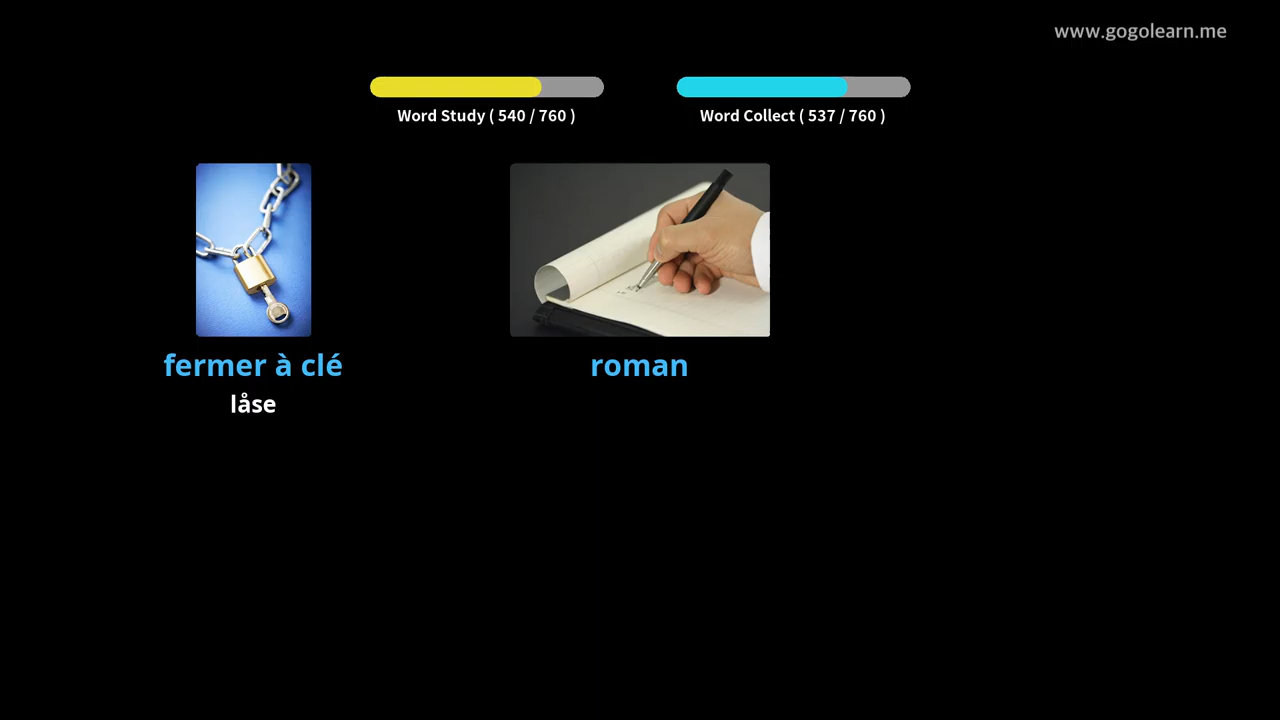 www.gogolearn.me
Word Study ( 540 / 760 )
Word Collect ( 537 / 760 )
fermer à clé
låse
roman